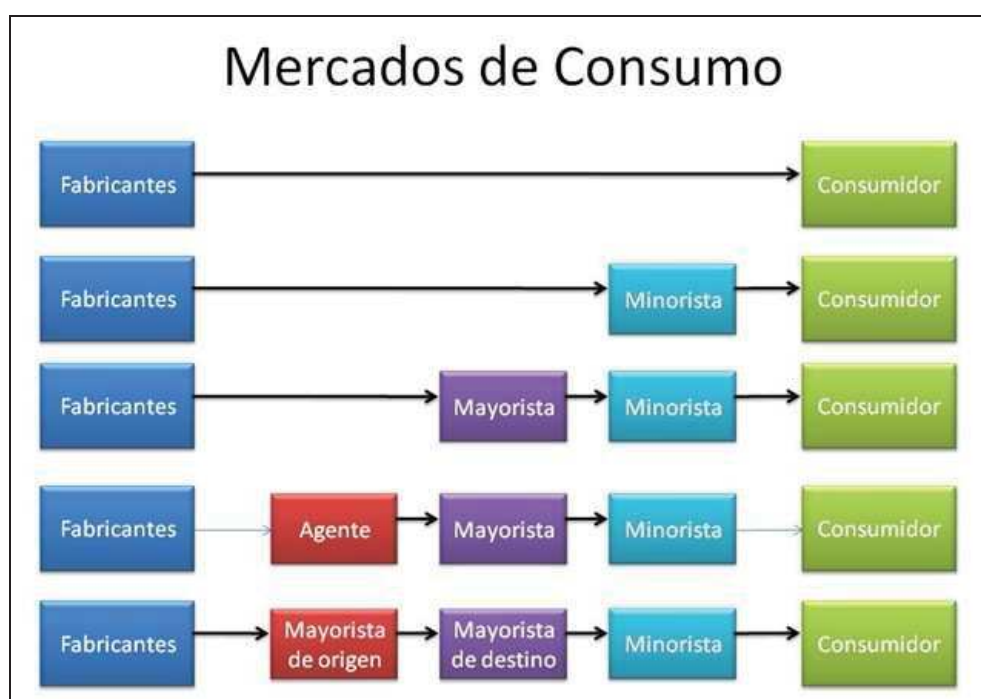 Mercados de Consumo
Fabricantes
Consumidor
Fabricantes
Minorista
Consumidor
Fabricantes
Mayorista
Minorista
Consumidor
Fabricantes
Agente
Mayorista
Minorista
Consumidor
Fabricantes
Mayorista
de origen
Mayorista
de destino
Minorista
Consumidor